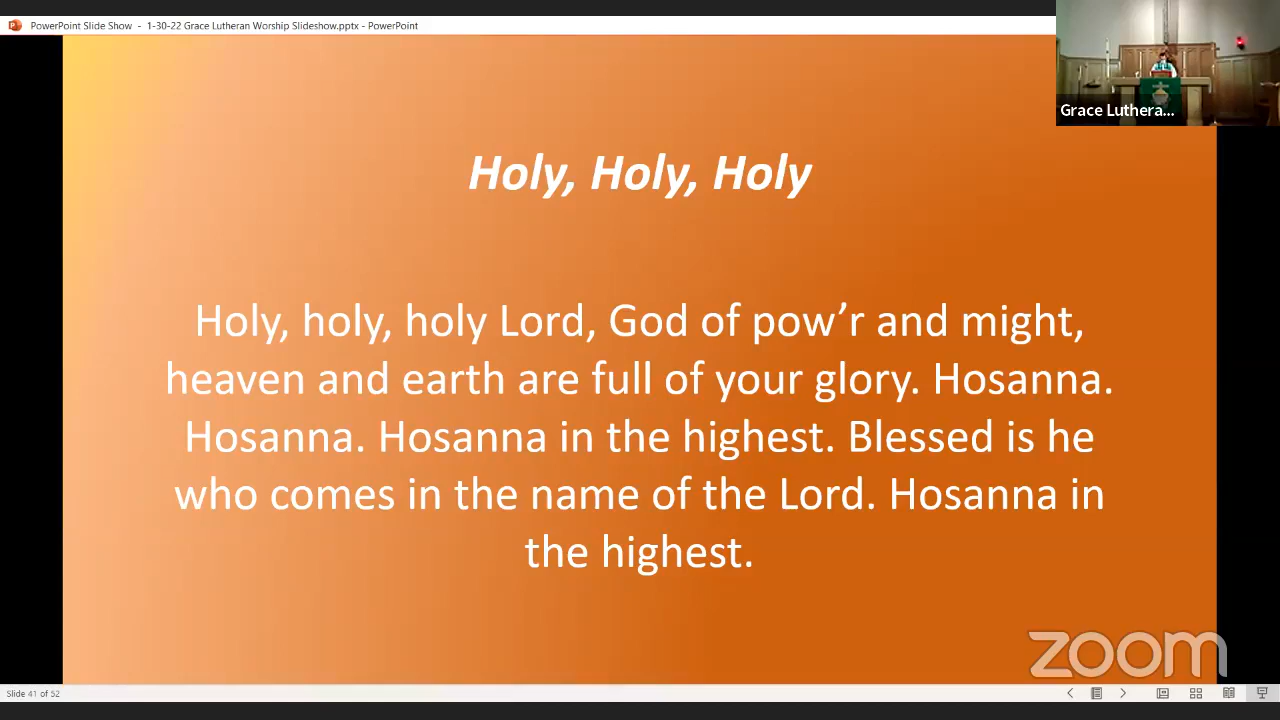 PowerPoint Slide Show - 1-30-22 Grace Lutheran Worship Slideshow.pptx - PowerPoint
Grace Luthera...
Holy, Holy, Holy
Holy, holy, holy Lord, God of pow’r and might,
heaven and earth are full of your glory. Hosanna.
Hosanna. Hosanna in the highest. Blessed is he
who comes in the name of the Lord. Hosanna in
the highest.
zoom
Slide 41 of 52